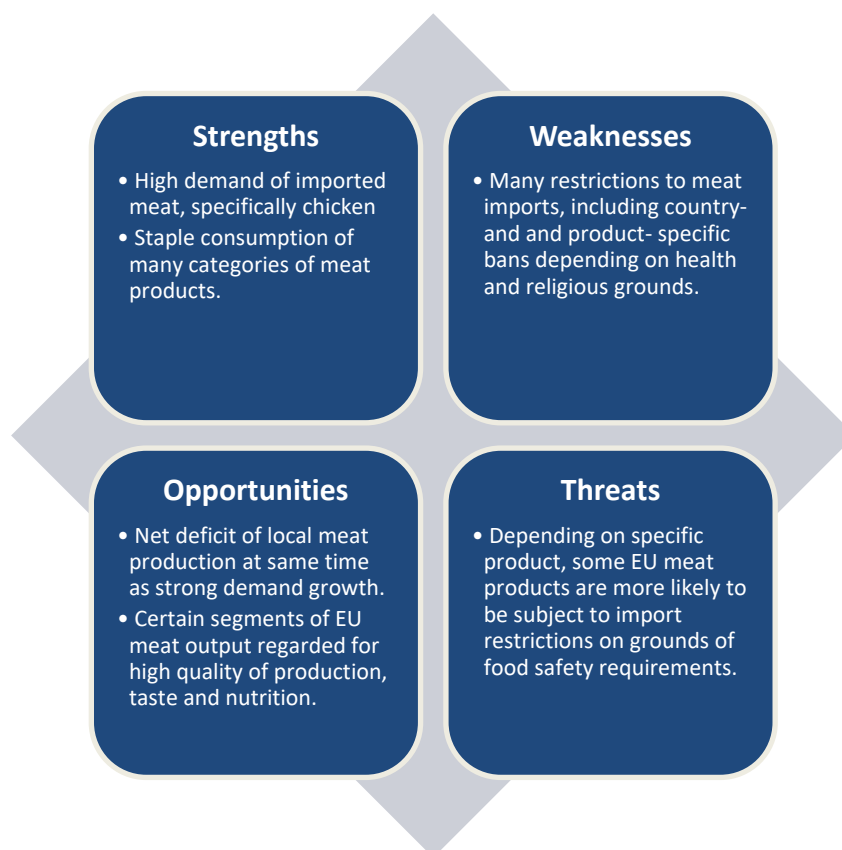 Strengths
• High demand of imported
meat, specifically chicken
• Staple consumption of
many categories of meat
products.
Weaknesses
• Many restrictions to meat
imports, including country-
and and product- specific
bans depending on health
and religious grounds.
Opportunities
• Net deficit of local meat
production at same time
as strong demand growth.
• Certain segments of EU
meat output regarded for
high quality of production,
taste and nutrition.
Threats
• Depending on specific
product, some EU meat
products are more likely to
be subject to import
restrictions on grounds of
food safety requirements.